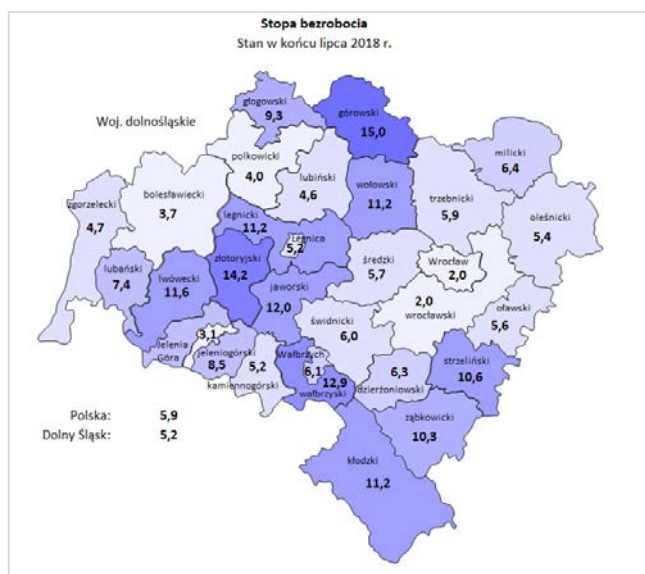 Stopa bezrobocia
Stan w końcu lipca 2018 r.
Woj. dolnośląskie
głogowski
9,3
górowski
15,0
milicki
6,4
polkowicki
4,0
lubiński
4,6
wołowski
11,2
trzebnicki
5,9
oleśnicki
5,4
zgorzelecki
4,7
bolesławiecki
3,7
legnicki
11,2
Legnica
5,2
średzki
5,7
Wrocław
2,0
lubański
7,4
lwówecki
11,6
złotoryjski
14,2
jaworski
12,0
2,0
wrocławski
oławski
5,6
świdnicki
6,0
Jelenia
Góra
3,1
jeleniogórski
8,5
5,2
kamiennogórski
Wałbrzych
6,1
12,9
wałbrzyski
6,3
dzierżoniowski
strzeliński
10,6
ząbkowicki
10,3
kłodzki
11,2
Polska: 5,9
Dolny Śląsk: 5,2